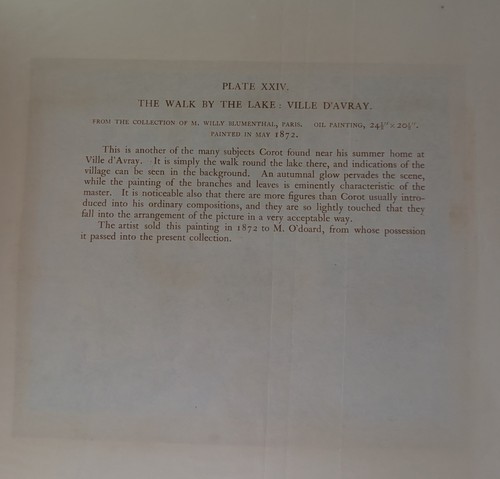 PLATE XXIV.
THE WALK BY THE LAKE: VILLE D'AVRAY.
FROM THE COLLECTION OF M. WILLY BLUMENTHAL, PARIS. OIL PAINTING, 24½"×20½".
PAINTED IN MAY 1872.
This is another of the many subjects Corot found near his summer home at
Ville d'Avray. It is simply the walk round the lake there, and indications of the
village can be seen in the background. An autumnal glow pervades the scene,
while the painting of the branches and leaves is eminently characteristic of the
master. It is noticeable also that there are more figures than Corot usually intro-
duced into his ordinary compositions, and they are so lightly touched that they
fall into the arrangement of the picture in a very acceptable way.
The artist sold this painting in 1872 to M. O'doard, from whose possession
it passed into the present collection.